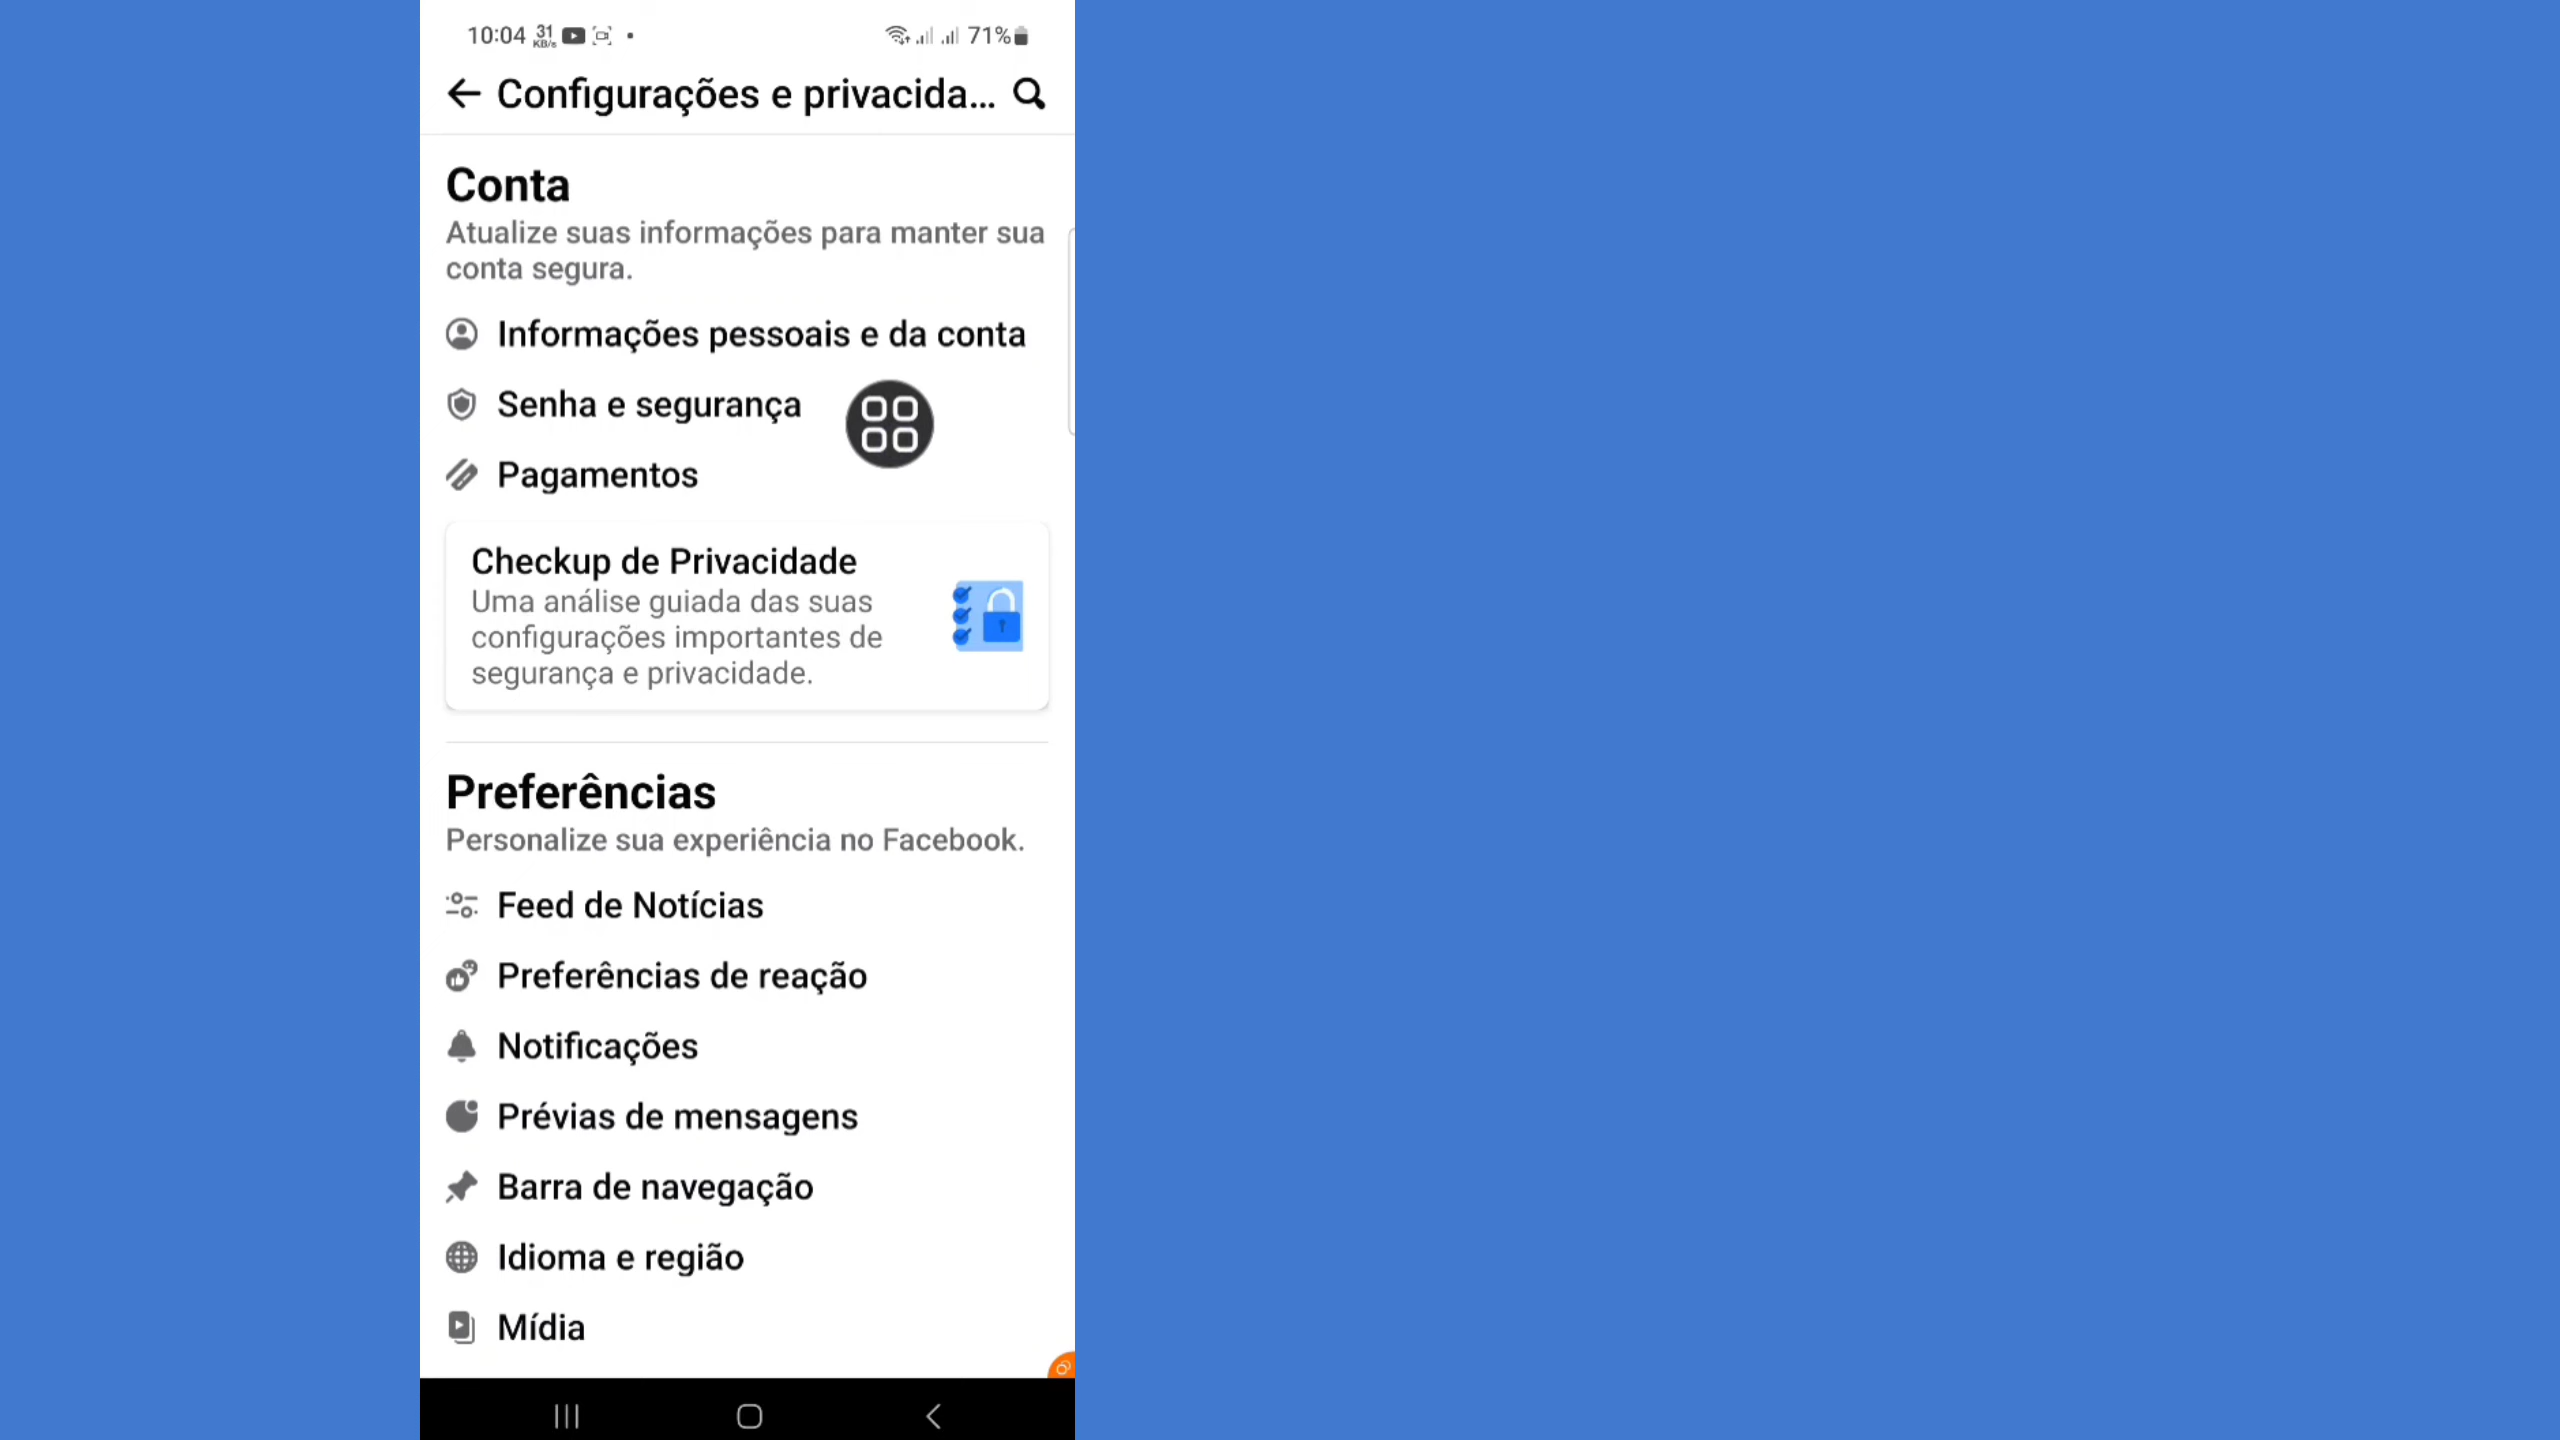 10:04 31 KB/s 71%
Configurações e privacida...
Conta
Atualize suas informações para manter sua
conta segura.
Informações pessoais e da conta
Senha e segurança
Pagamentos
Checkup de Privacidade
Uma análise guiada das suas
configurações importantes de
segurança e privacidade.
Preferências
Personalize sua experiência no Facebook.
Feed de Notícias
Preferências de reação
Notificações
Prévias de mensagens
Barra de navegação
Idioma e região
Mídia